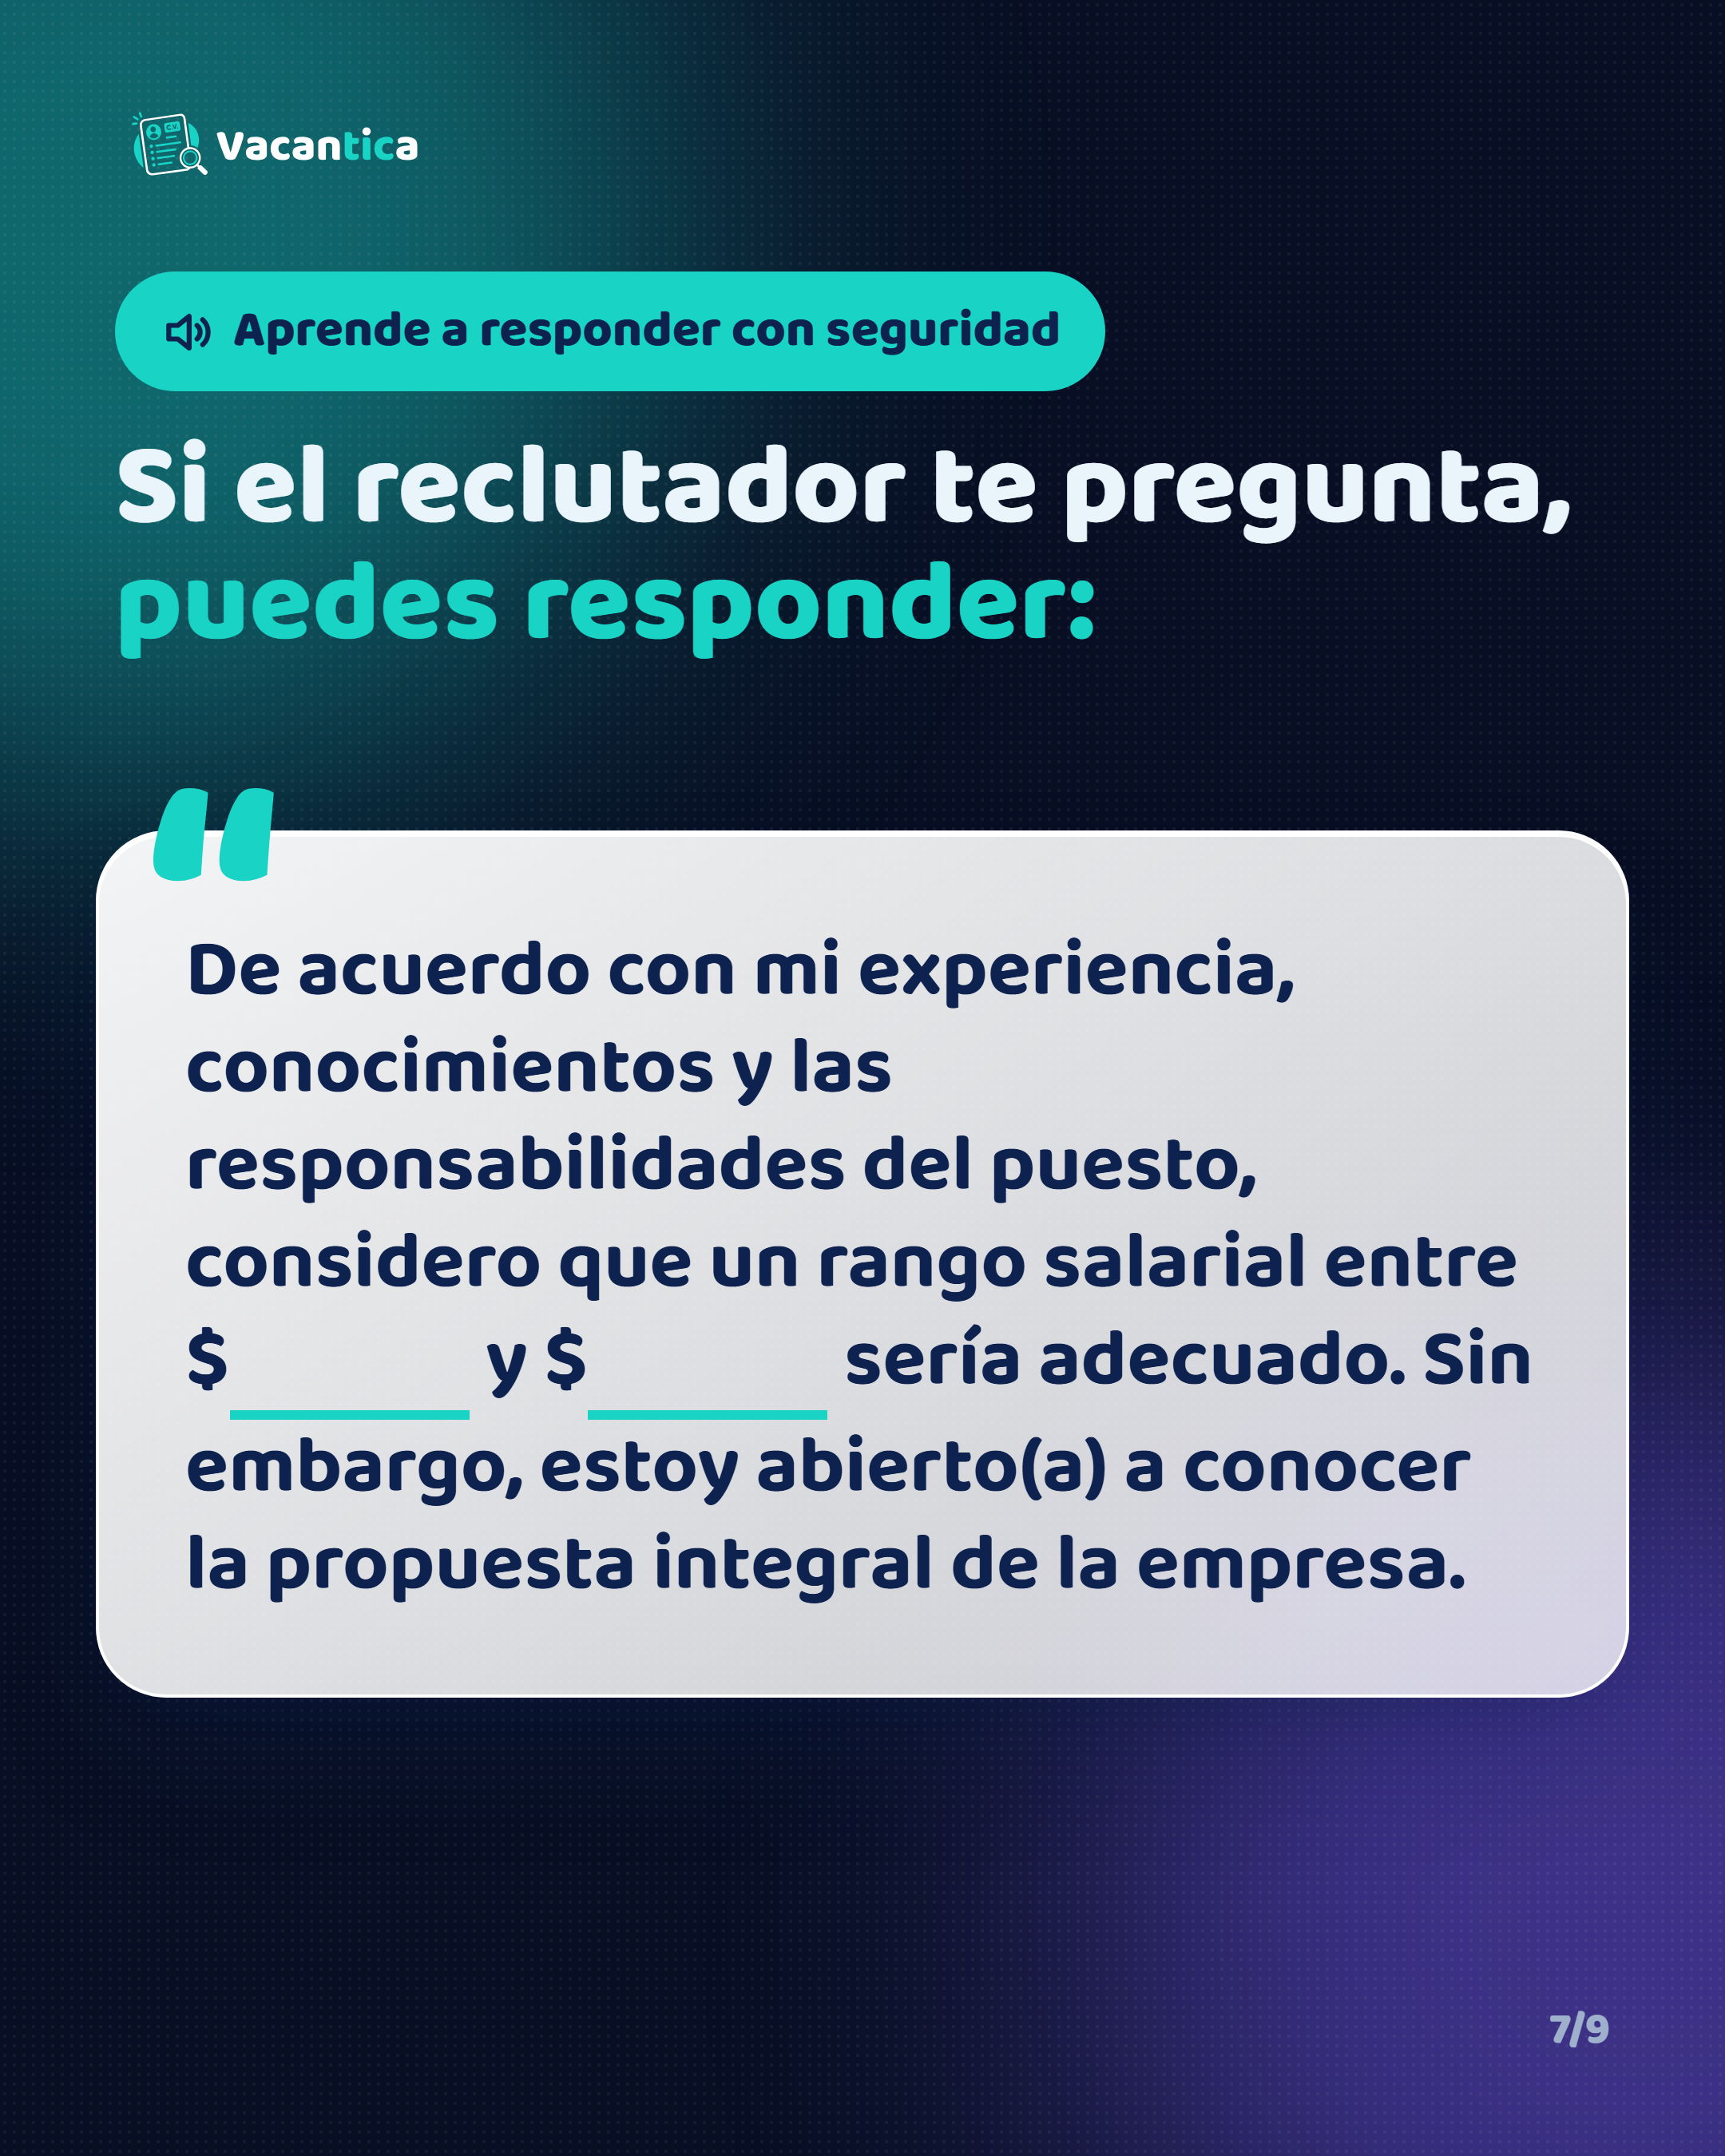 C.V.
Vacantica
Aprende a responder con seguridad
Si el reclutador te pregunta,
puedes responder:
“
De acuerdo con mi experiencia,
conocimientos y las
responsabilidades del puesto,
considero que un rango salarial entre
$______ y $______ sería adecuado. Sin
embargo, estoy abierto(a) a conocer
la propuesta integral de la empresa.
7/9